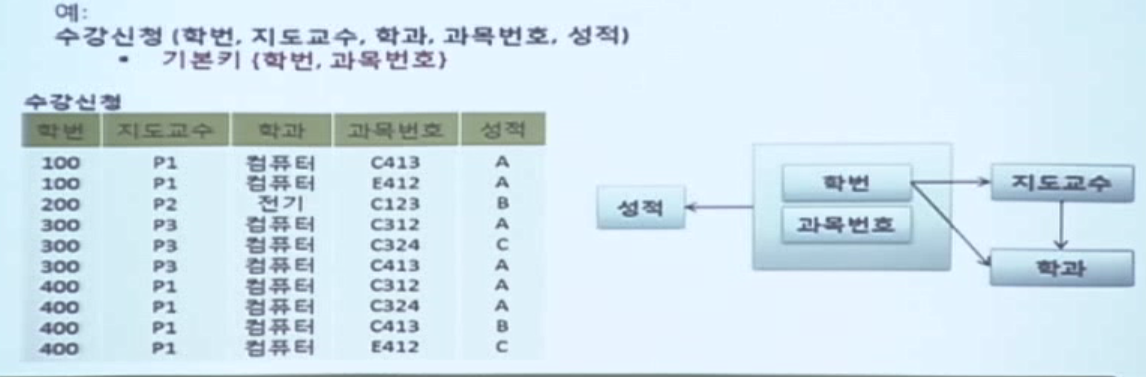 예:
수강신청 (학번, 지도교수, 학과, 과목번호, 성적)
• 기본키 {학번, 과목번호}
수강신청
학번 지도교수 학과 과목번호 성적
100 P1 컴퓨터 C413 A
100 P1 컴퓨터 E412 A
200 P2 전기 C123 B
300 P3 컴퓨터 C312 A
300 P3 컴퓨터 C324 C
300 P3 컴퓨터 C413 A
400 P1 컴퓨터 C312 A
400 P1 컴퓨터 C324 A
400 P1 컴퓨터 C413 B
400 P1 컴퓨터 E412 C
성적
학번
과목번호
지도교수
학과